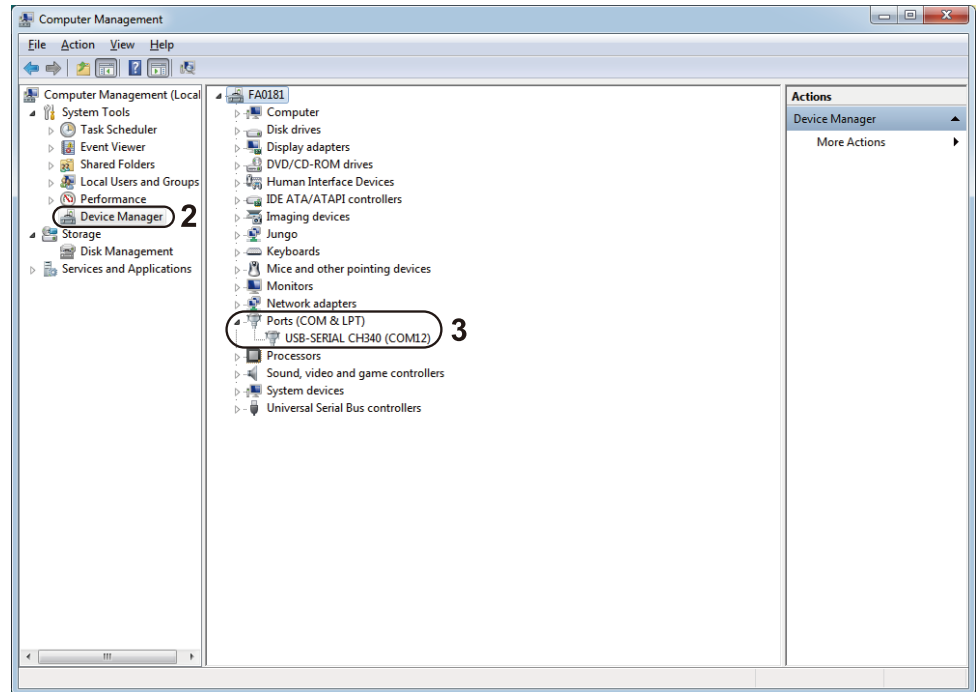 Computer Management
File Action View Help
Computer Management (Local
System Tools
Task Scheduler
Event Viewer
Shared Folders
Local Users and Groups
Performance
Device Manager 2
Storage
Disk Management
Services and Applications
FA0181
Computer
Disk drives
Display adapters
DVD/CD-ROM drives
Human Interface Devices
IDE ATA/ATAPI controllers
Imaging devices
Jungo
Keyboards
Mice and other pointing devices
Monitors
Network adapters
Ports (COM & LPT)
USB-SERIAL CH340 (COM12) 3
Processors
Sound, video and game controllers
System devices
Universal Serial Bus controllers
Actions
Device Manager
More Actions